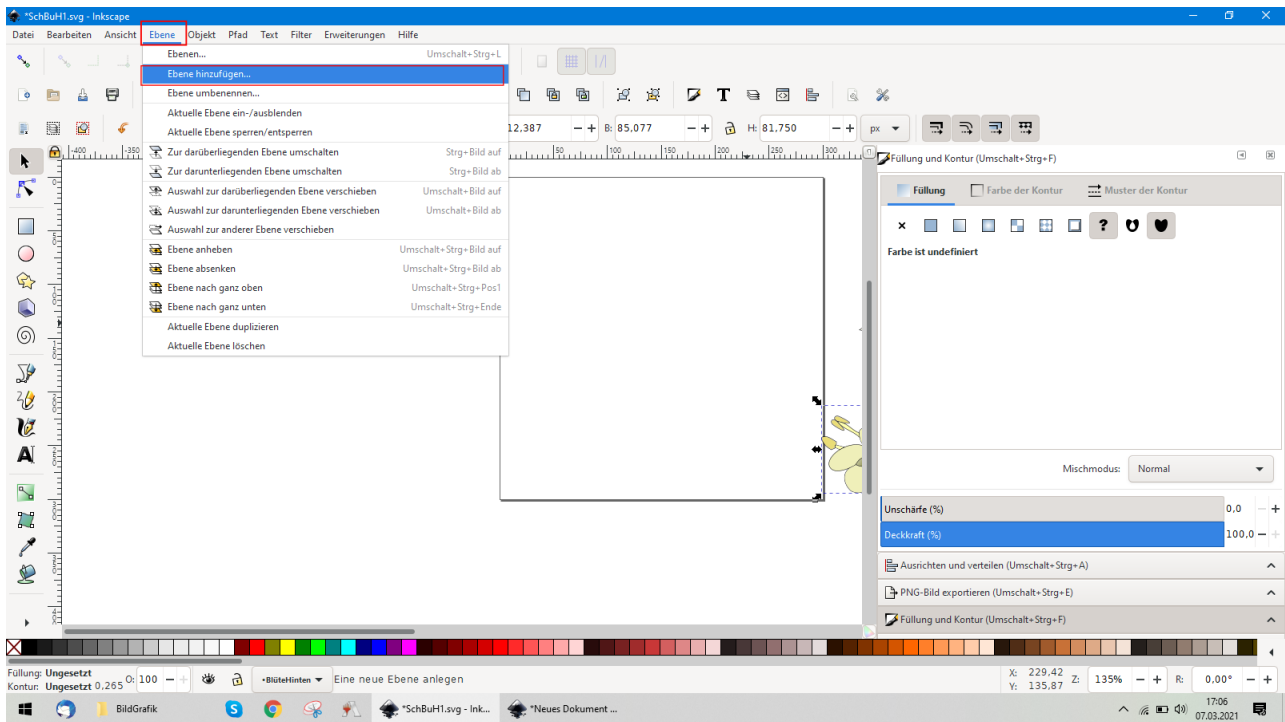 *SchBuH1.svg - Inkscape
Datei Bearbeiten Ansicht Ebene Objekt Pfad Text Filter Erweiterungen Hilfe
Ebenen... Umschalt+Strg+L
Ebene hinzufügen...
Ebene umbenennen...
Aktuelle Ebene ein-/ausblenden
Aktuelle Ebene sperren/entsperren
Zur darüberliegenden Ebene umschalten Strg+Bild auf
Zur darunterliegenden Ebene umschalten Strg+Bild ab
Auswahl zur darüberliegenden Ebene verschieben Umschalt+Bild auf
Auswahl zur darunterliegenden Ebene verschieben Umschalt+Bild ab
Auswahl zur anderer Ebene verschieben
Ebene anheben Umschalt+Strg+Bild auf
Ebene absenken Umschalt+Strg+Bild ab
Ebene nach ganz oben Umschalt+Strg+Pos1
Ebene nach ganz unten Umschalt+Strg+Ende
Aktuelle Ebene duplizieren
Aktuelle Ebene löschen
12,387 B: 85,077 H: 81,750 px
-400 -350 50 100 150 200 250 300
Füllung und Kontur (Umschalt+Strg+F)
Füllung Farbe der Kontur Muster der Kontur
Farbe ist undefiniert
Mischmodus: Normal
Unschärfe (%) 0,0
Deckkraft (%) 100,0
Ausrichten und verteilen (Umschalt+Strg+A)
PNG-Bild exportieren (Umschalt+Strg+E)
Füllung und Kontur (Umschalt+Strg+F)
Füllung: Ungesetzt
Kontur: Ungesetzt 0,265 O: 100
•BlüteHinten Eine neue Ebene anlegen
X: 229,42
Y: 135,87
Z: 135% R: 0,00°
BildGrafik *SchBuH1.svg - Ink... *Neues Dokument ...
17:06
07.03.2021